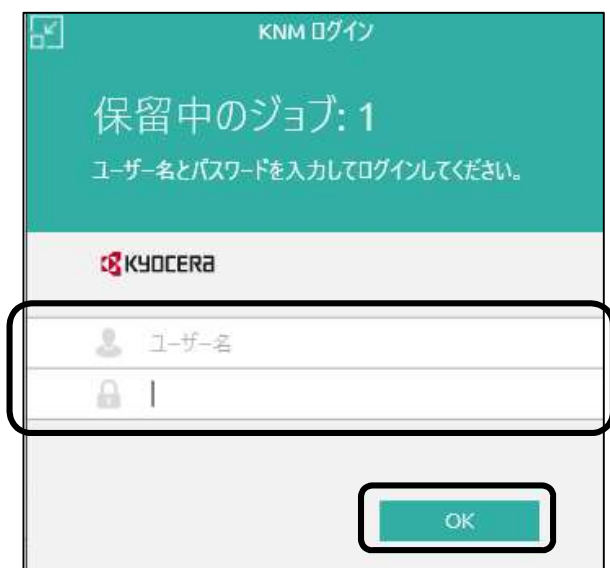 KNM ログイン
保留中のジョブ: 1
ユーザー名とパスワードを入力してログインしてください。
KYOCERA
ユーザー名
OK